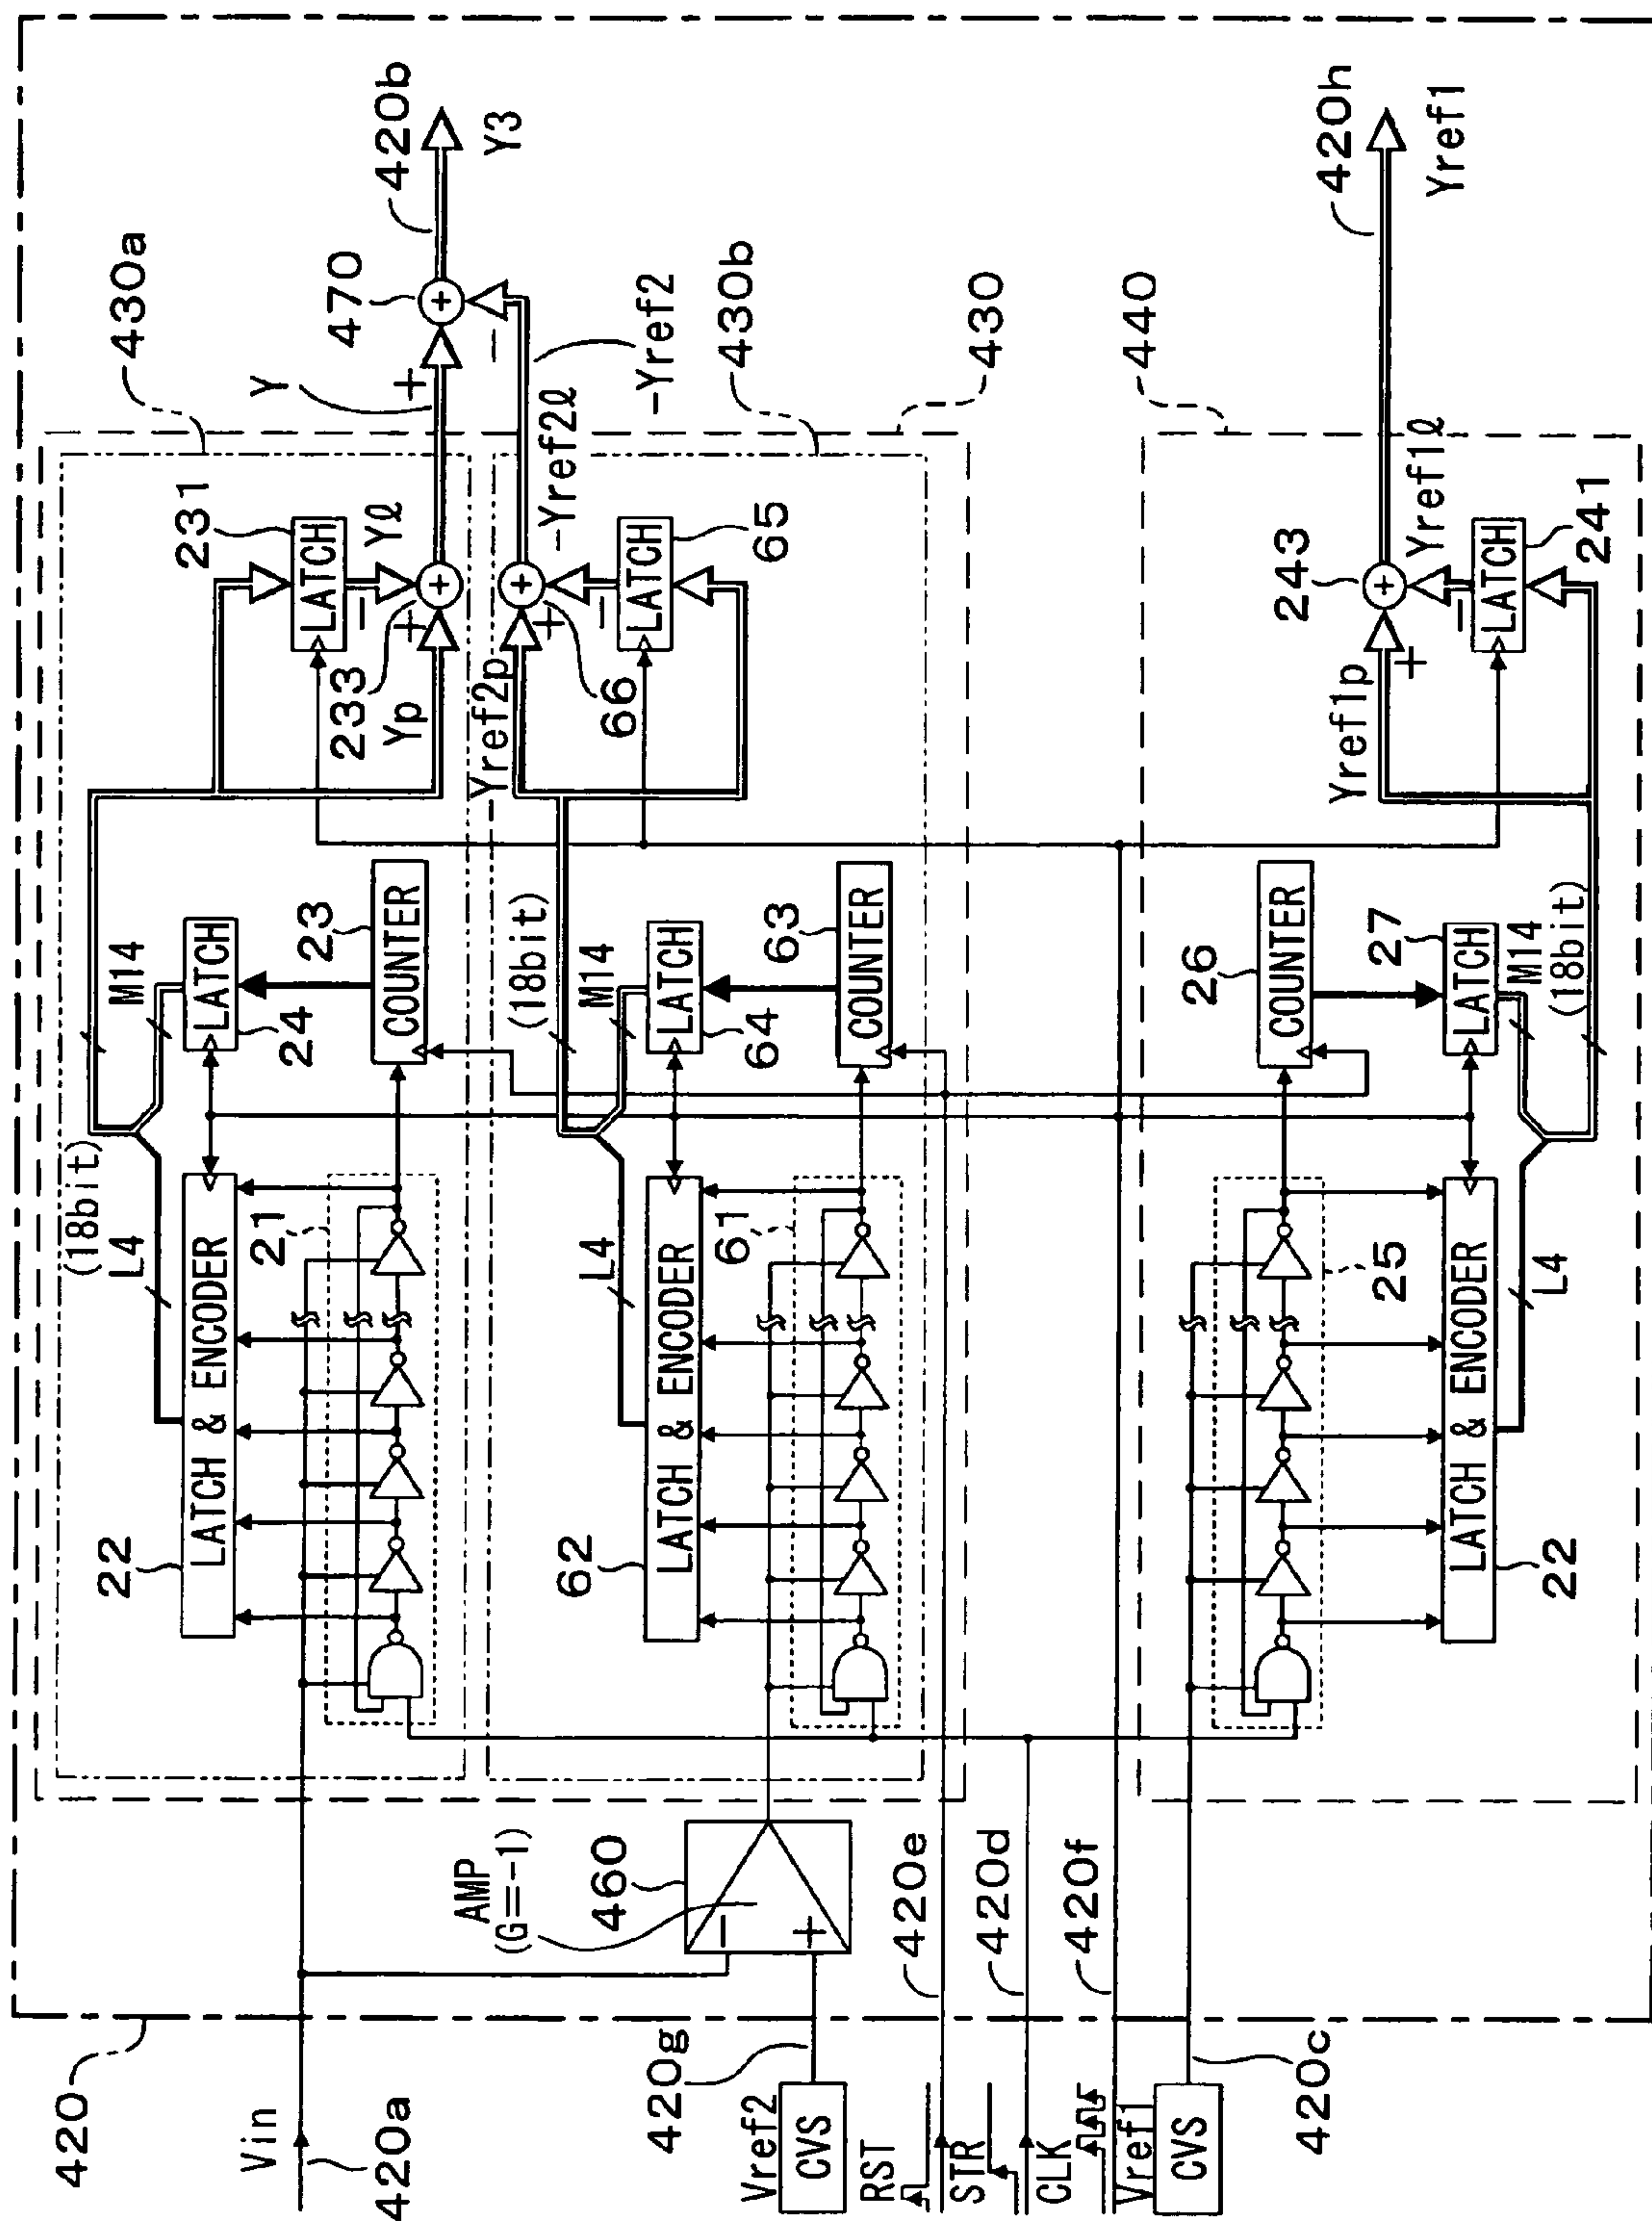 420
Vin
420a
Vref2
CVS
420g
RST
STR
CLK
Vref1
CVS
420c
AMP
(G=-1)
460
−
+
420e
420d
420f
22
LATCH & ENCODER
21
(18bit)
L4
M14
LATCH
24
23
COUNTER
231
LATCH
Yℓ
−
233
+
Yp
430a
Y
+
470
−
420b
Y3
62
LATCH & ENCODER
61
L4
(18bit)
M14
LATCH
64
63
COUNTER
Yref2p
+
66
−
LATCH
65
-Yref2ℓ
-Yref2
430b
430
440
25
LATCH & ENCODER
22
L4
26
COUNTER
27
LATCH
M14
(18bit)
Yref1p
+
243
−
LATCH
241
Yref1ℓ
420h
Yref1